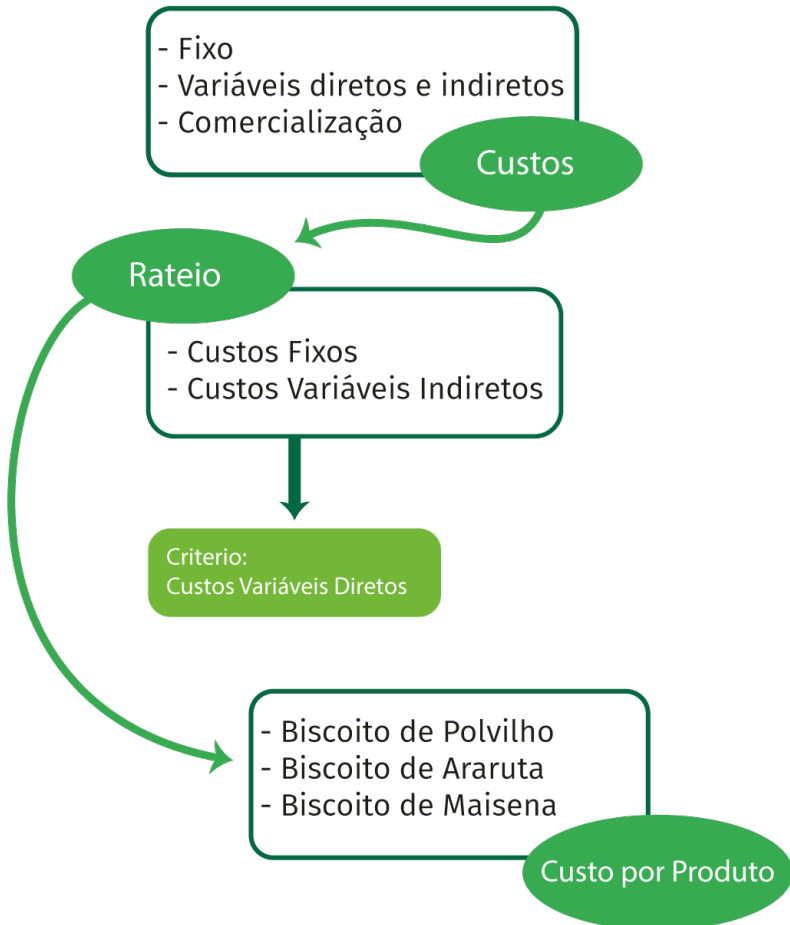 - Fixo
- Variáveis diretos e indiretos
- Comercialização
Custos
Rateio
- Custos Fixos
- Custos Variáveis Indiretos
Criterio:
Custos Variáveis Diretos
- Biscoito de Polvilho
- Biscoito de Araruta
- Biscoito de Maisena
Custo por Produto